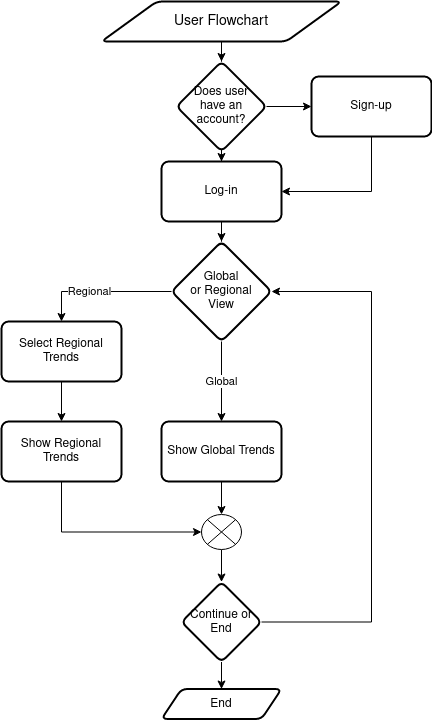 User Flowchart
Does user
have an
account?
Sign-up
Log-in
Global
or Regional
View
Regional
Select Regional
Trends
Global
Show Regional
Trends
Show Global Trends
Continue or
End
End